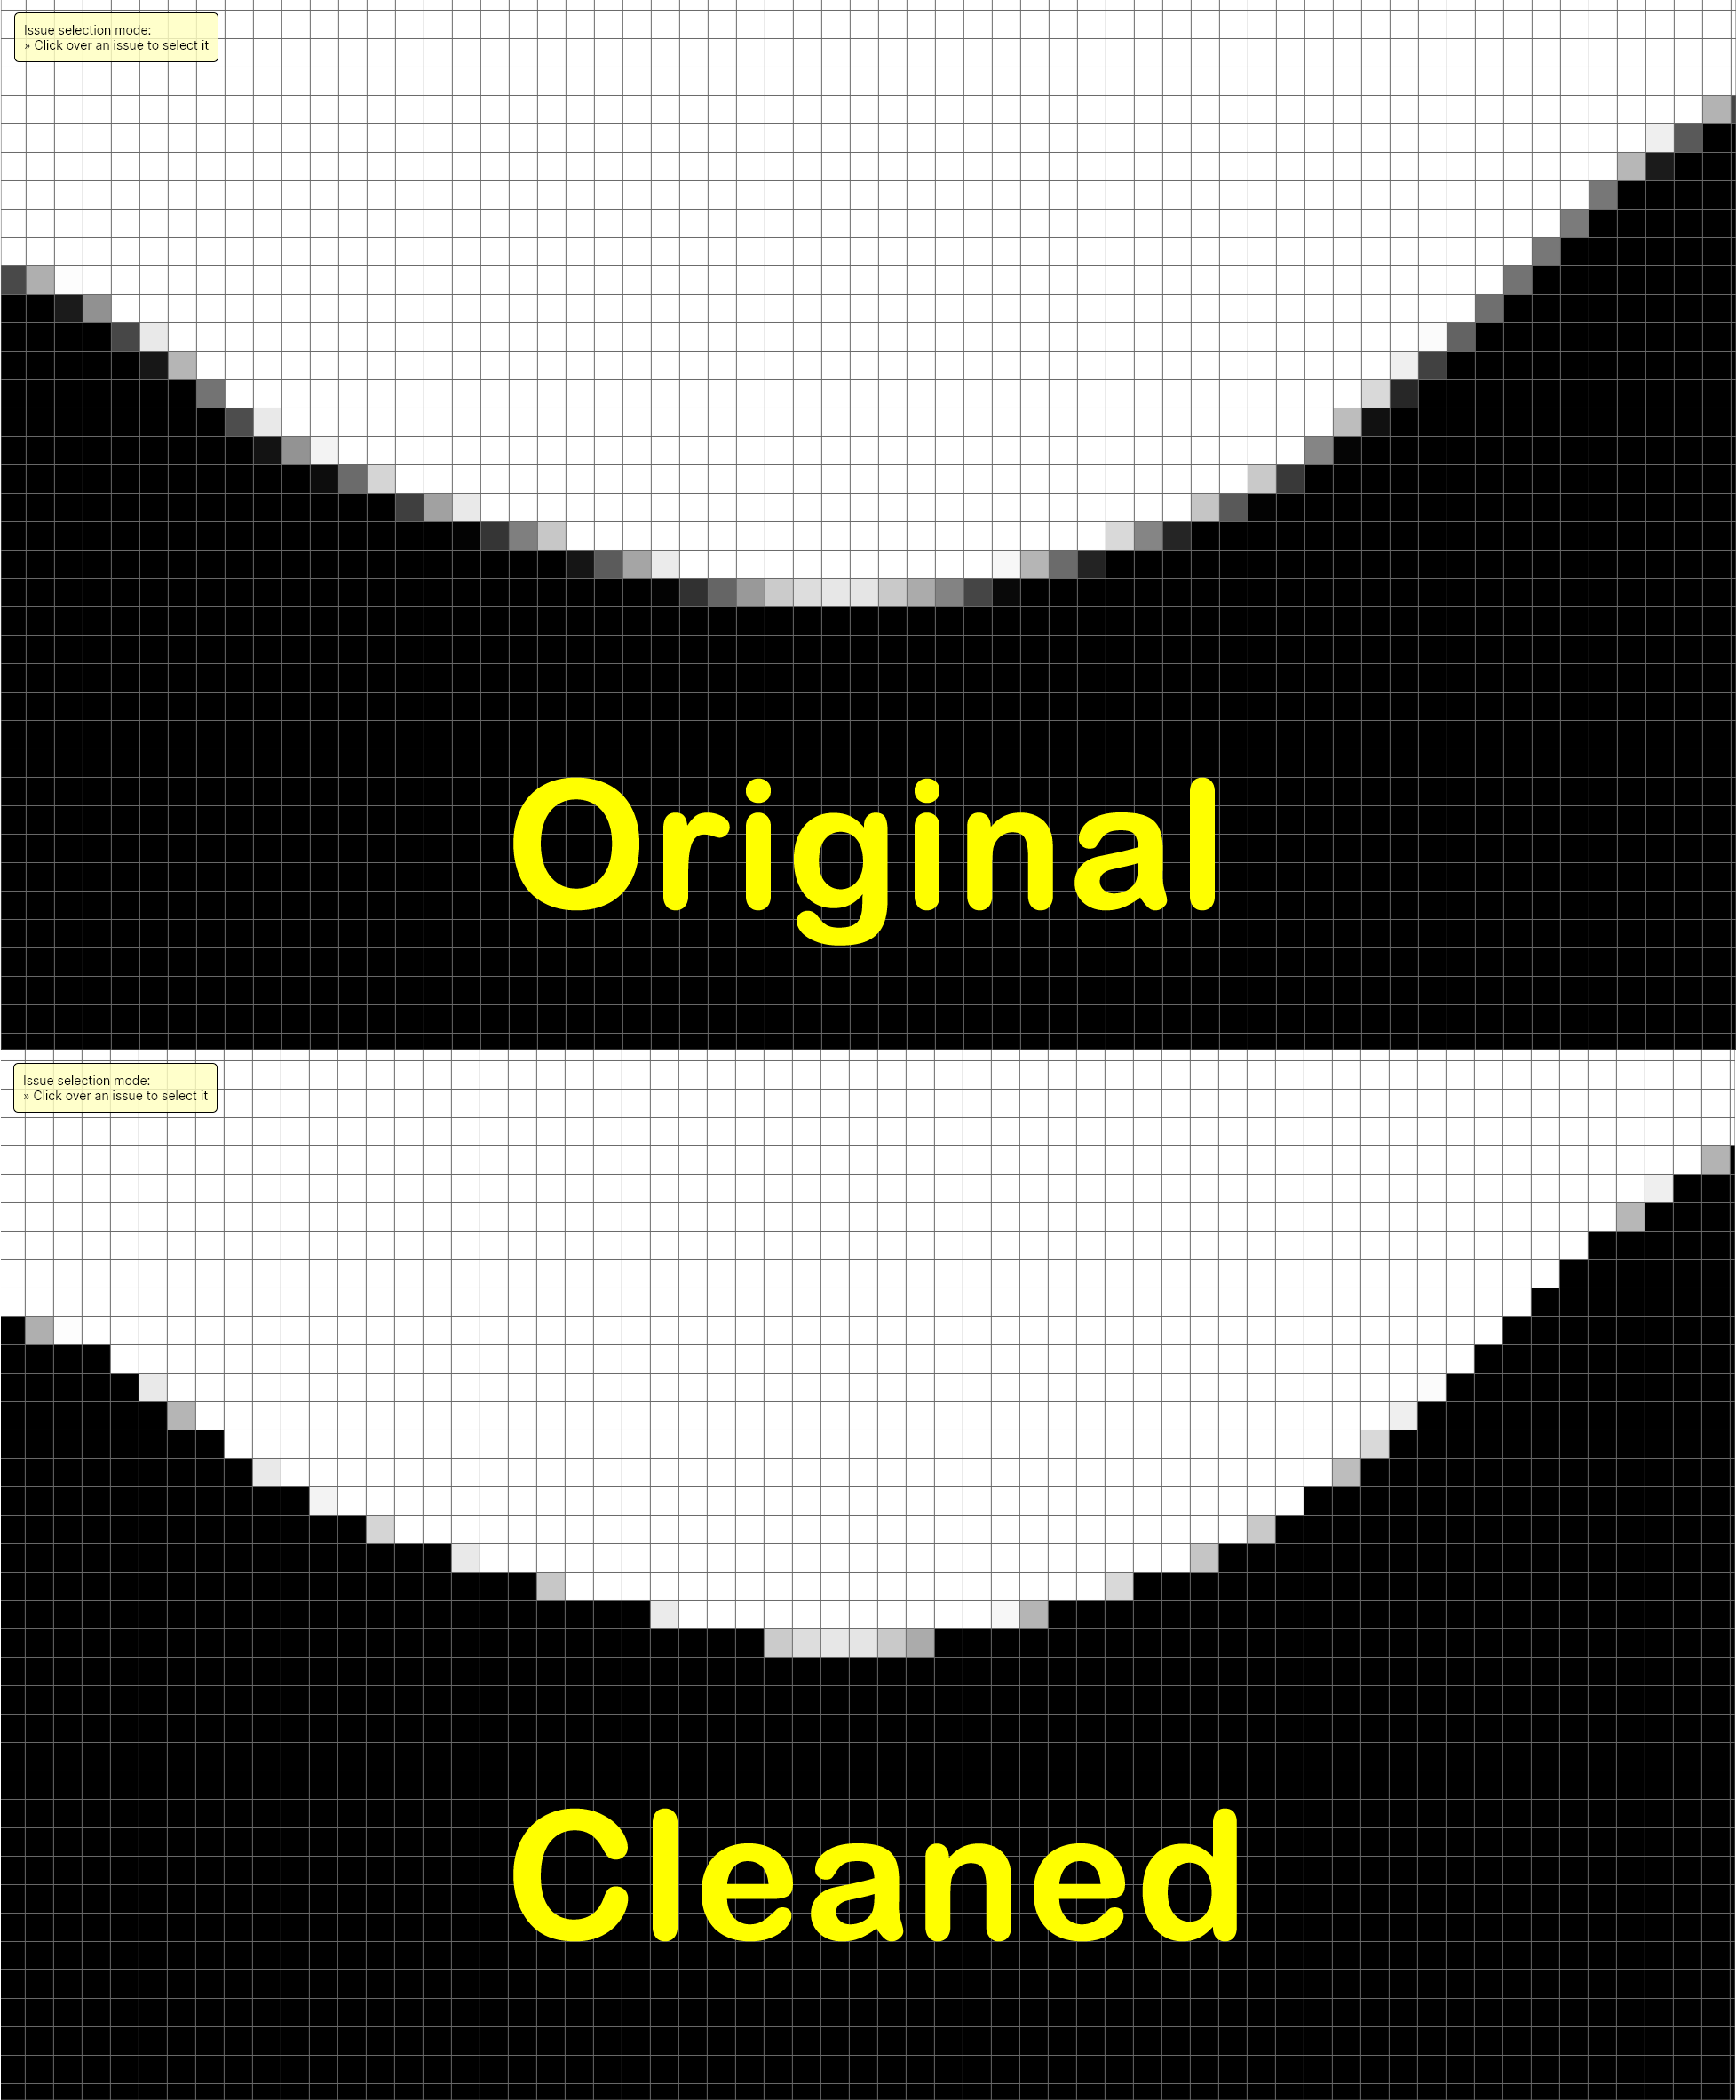 Issue selection mode:
» Click over an issue to select it
Original
Issue selection mode:
» Click over an issue to select it
Cleaned